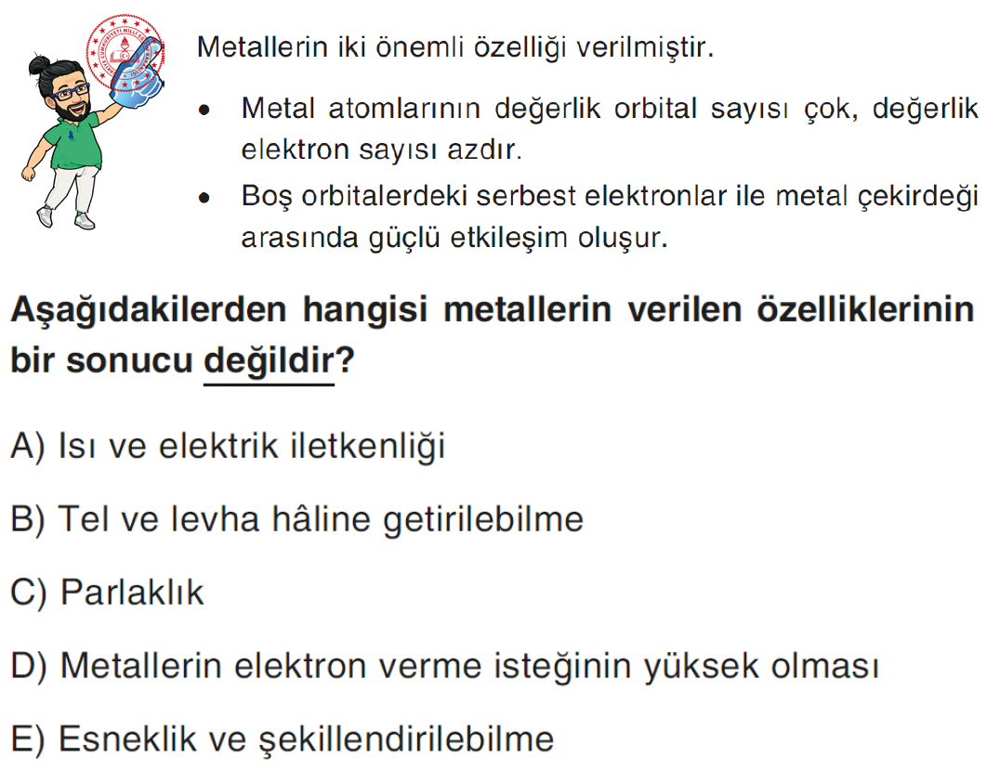 Metallerin iki önemli özelliği verilmiştir.
• Metal atomlarının değerlik orbital sayısı çok, değerlik
elektron sayısı azdır.
• Boş orbitalerdeki serbest elektronlar ile metal çekirdeği
arasında güçlü etkileşim oluşur.
Aşağıdakilerden hangisi metallerin verilen özelliklerinin
bir sonucu değildir?
A) Isı ve elektrik iletkenliği
B) Tel ve levha hâline getirilebilme
C) Parlaklık
D) Metallerin elektron verme isteğinin yüksek olması
E) Esneklik ve şekillendirilebilme